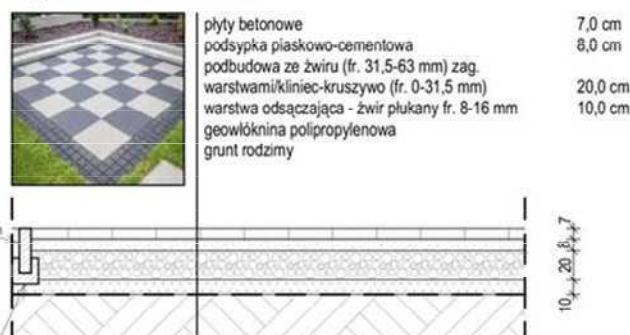 płyty betonowe 7,0 cm
podsypka piaskowo-cementowa 8,0 cm
podbudowa ze żwiru (fr. 31,5-63 mm) zag.
warstwami/kliniec-kruszywo (fr. 0-31,5 mm) 20,0 cm
warstwa odsączająca - żwir płukany fr. 8-16 mm 10,0 cm
geowłóknina polipropylenowa
grunt rodzimy
10 20 8 7